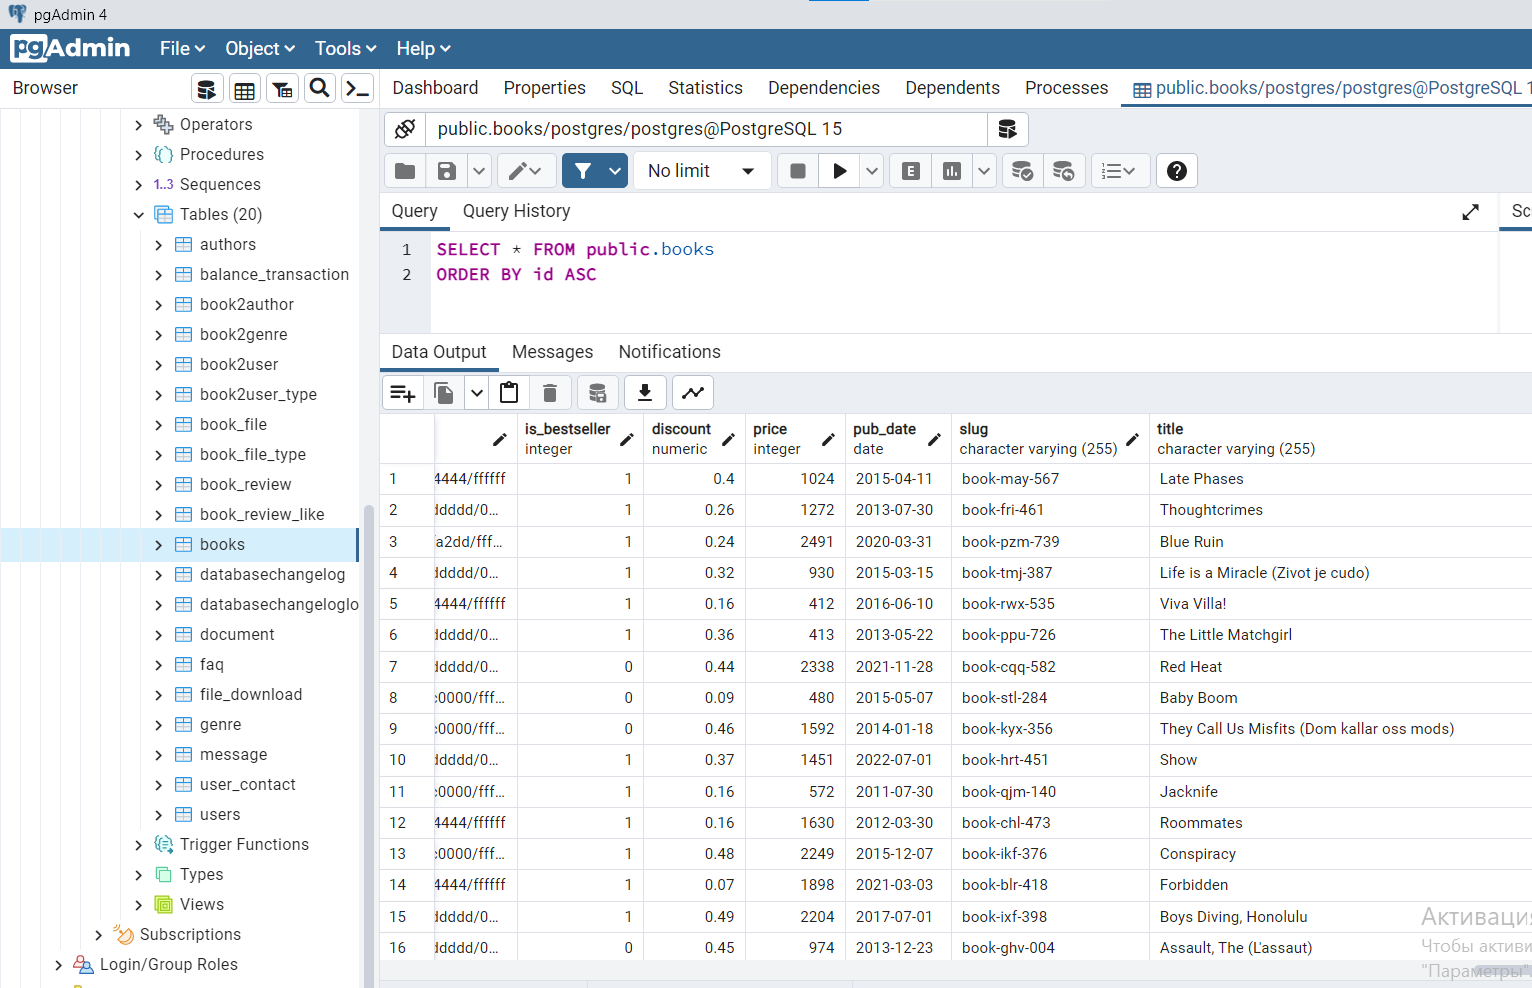 pgAdmin 4
pgAdmin File Object Tools Help
Browser
Dashboard Properties SQL Statistics Dependencies Dependents Processes public.books/postgres/postgres@PostgreSQL 1
public.books/postgres/postgres@PostgreSQL 15
No limit
Query Query History
1 SELECT * FROM public.books
2 ORDER BY id ASC
Data Output Messages Notifications
Operators
1..3 Sequences
Procedures
Tables (20)
authors
balance_transaction
book2author
book2genre
book2user
book2user_type
book_file
book_file_type
book_review
book_review_like
books
databasechangelog
databasechangeloglo
document
faq
file_download
genre
message
user_contact
users
Trigger Functions
Types
Views
Subscriptions
Login/Group Roles
is_bestseller discount price pub_date slug title
integer numeric integer date character varying (255) character varying (255)
1 4444/ffffff 1 0.4 1024 2015-04-11 book-may-567 Late Phases
2 ddddd/0... 1 0.26 1272 2013-07-30 book-fri-461 Thoughtcrimes
3 a2dd/fff... 1 0.24 2491 2020-03-31 book-pzm-739 Blue Ruin
4 ddddd/0... 1 0.32 930 2015-03-15 book-tmj-387 Life is a Miracle (Zivot je cudo)
5 4444/ffffff 1 0.16 412 2016-06-10 book-rwx-535 Viva Villa!
6 ddddd/0... 1 0.36 413 2013-05-22 book-ppu-726 The Little Matchgirl
7 ddddd/0... 0 0.44 2338 2021-11-28 book-cqq-582 Red Heat
8 c0000/fff... 0 0.09 480 2015-05-07 book-stl-284 Baby Boom
9 c0000/fff... 0 0.46 1592 2014-01-18 book-kyx-356 They Call Us Misfits (Dom kallar oss mods)
10 ddddd/0... 1 0.37 1451 2022-07-01 book-hrt-451 Show
11 c0000/fff... 1 0.16 572 2011-07-30 book-qjm-140 Jacknife
12 4444/ffffff 1 0.16 1630 2012-03-30 book-chl-473 Roommates
13 c0000/fff... 1 0.48 2249 2015-12-07 book-ikf-376 Conspiracy
14 4444/ffffff 1 0.07 1898 2021-03-03 book-blr-418 Forbidden
15 ddddd/0... 1 0.49 2204 2017-07-01 book-ixf-398 Boys Diving, Honolulu
16 ddddd/0... 0 0.45 974 2013-12-23 book-ghv-004 Assault, The (L'assaut)
Активация
Чтобы активи
"Параметры".